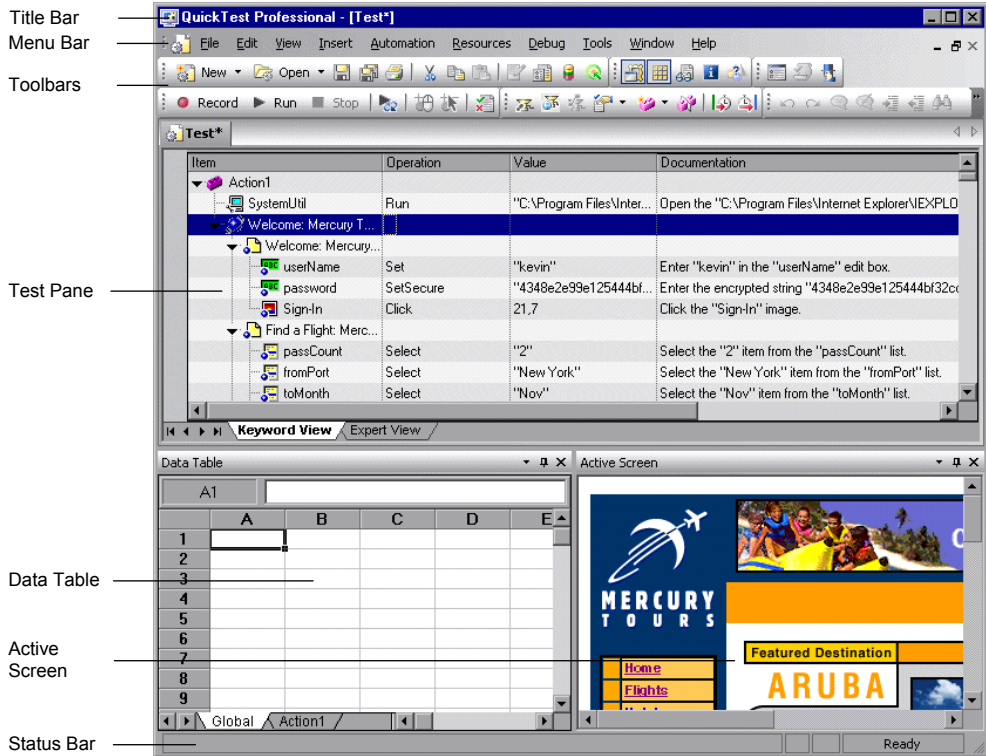 Title Bar
QuickTest Professional - [Test*]
Menu Bar
File Edit View Insert Automation Resources Debug Tools Window Help
Toolbars
New Open
Record Run Stop
Test*
Item Operation Value Documentation
Action1
SystemUtil Run "C:\Program Files\Inter... Open the "C:\Program Files\Internet Explorer\IEXPLO
Welcome: Mercury T...
Welcome: Mercury...
userName Set "kevin" Enter "kevin" in the "userName" edit box.
Test Pane
password SetSecure "4348e2e99e125444bf... Enter the encrypted string "4348e2e99e125444bf32cc
Sign-In Click 21,7 Click the "Sign-In" image.
Find a Flight: Merc...
passCount Select "2" Select the "2" item from the "passCount" list.
fromPort Select "New York" Select the "New York" item from the "fromPort" list.
toMonth Select "Nov" Select the "Nov" item from the "toMonth" list.
Keyword View Expert View
Data Table
A1
A B C D E
1
2
3
4
5
6
7
8
9
Global Action1
Data Table
Active Screen
MERCURY
TOURS
Home
Flights
Featured Destination
ARUBA
Active
Screen
Status Bar
Ready